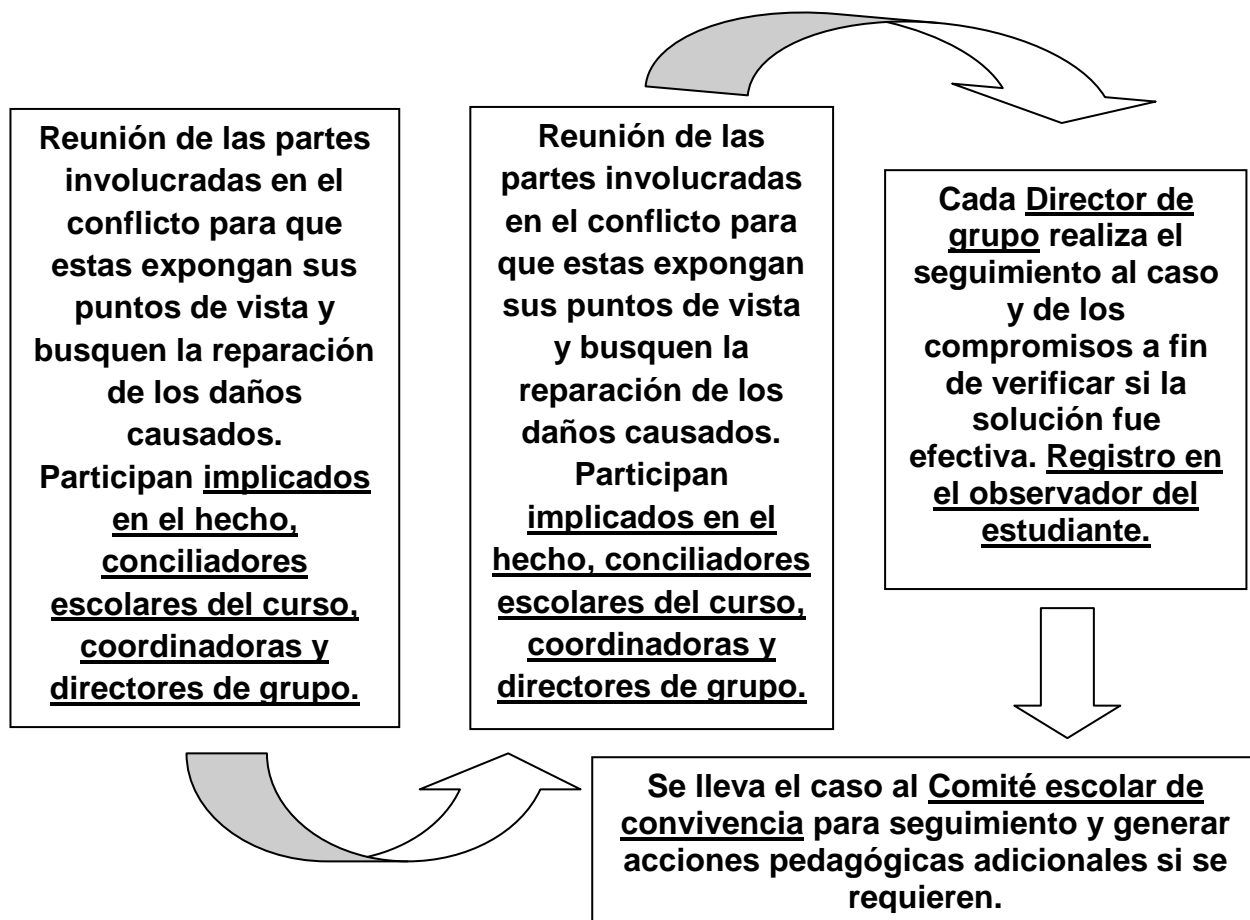 Reunión de las partes
involucradas en el
conflicto para que
estas expongan sus
puntos de vista y
busquen la reparación
de los daños
causados.
Participan implicados
en el hecho,
conciliadores
escolares del curso,
coordinadoras y
directores de grupo.
Reunión de las
partes involucradas
en el conflicto para
que estas expongan
sus puntos de vista
y busquen la
reparación de los
daños causados.
Participan
implicados en el
hecho, conciliadores
escolares del curso,
coordinadoras y
directores de grupo.
Cada Director de
grupo realiza el
seguimiento al caso
y de los
compromisos a fin
de verificar si la
solución fue
efectiva. Registro en
el observador del
estudiante.
Se lleva el caso al Comité escolar de
convivencia para seguimiento y generar
acciones pedagógicas adicionales si se
requieren.